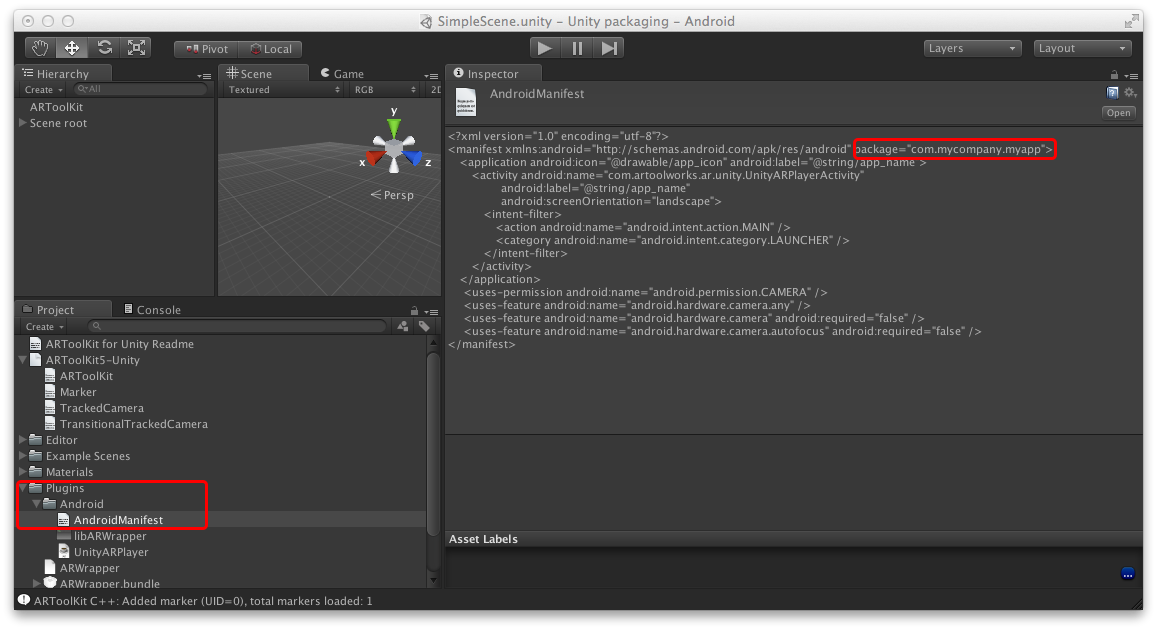 SimpleScene.unity – Unity packaging – Android
Pivot
Local
Layers
Layout
Hierarchy
Create
All
ARToolKit
Scene root
Scene
Game
Textured
RGB
2D
y
x
z
Persp
Inspector
AndroidManifest
Open
<?xml version="1.0" encoding="utf-8"?>
<manifest xmlns:android="http://schemas.android.com/apk/res/android" package="com.mycompany.myapp">
<application android:icon="@drawable/app_icon" android:label="@string/app_name">
<activity android:name="com.artoolworks.ar.unity.UnityARPlayerActivity"
android:label="@string/app_name"
android:screenOrientation="landscape">
<intent-filter>
<action android:name="android.intent.action.MAIN" />
<category android:name="android.intent.category.LAUNCHER" />
</intent-filter>
</activity>
</application>
<uses-permission android:name="android.permission.CAMERA" />
<uses-feature android:name="android.hardware.camera.any" />
<uses-feature android:name="android.hardware.camera" android:required="false" />
<uses-feature android:name="android.hardware.camera.autofocus" android:required="false" />
</manifest>
Project
Console
Create
ARToolKit for Unity Readme
ARToolKit5-Unity
ARToolKit
Marker
TrackedCamera
TransitionalTrackedCamera
Editor
Example Scenes
Materials
Plugins
Android
AndroidManifest
libARWrapper
UnityARPlayer
ARWrapper
ARWrapper.bundle
Asset Labels
ARToolKit C++: Added marker (UID=0), total markers loaded: 1